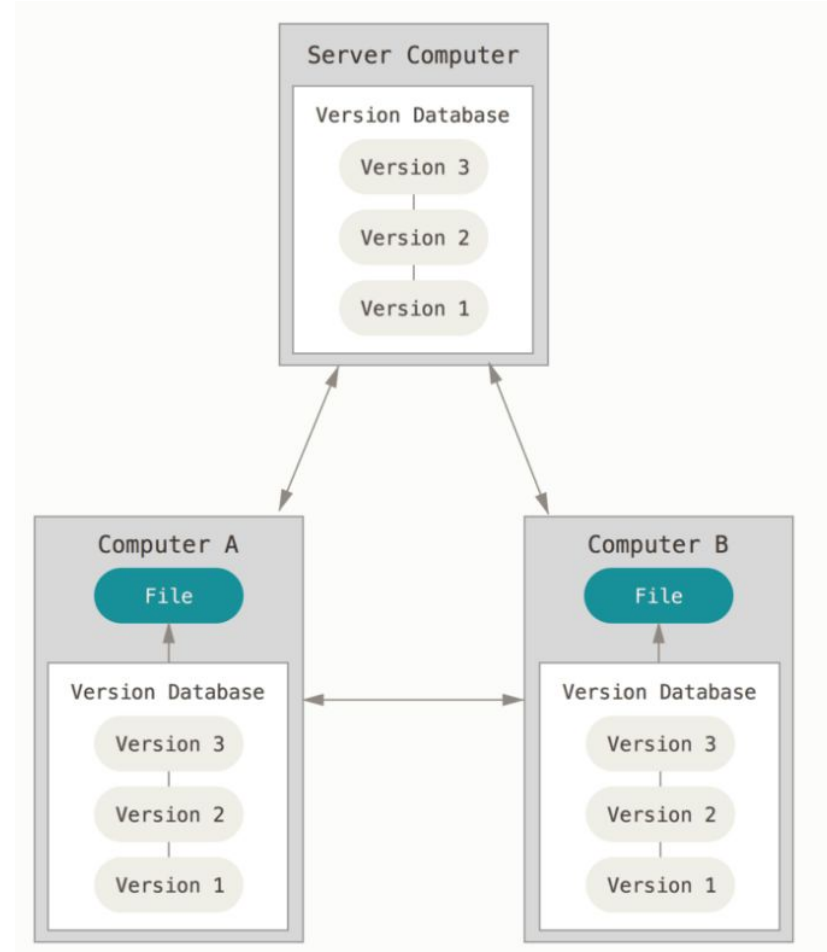 Server Computer
Version Database
Version 3
Version 2
Version 1
Computer A
File
Version Database
Version 3
Version 2
Version 1
Computer B
File
Version Database
Version 3
Version 2
Version 1